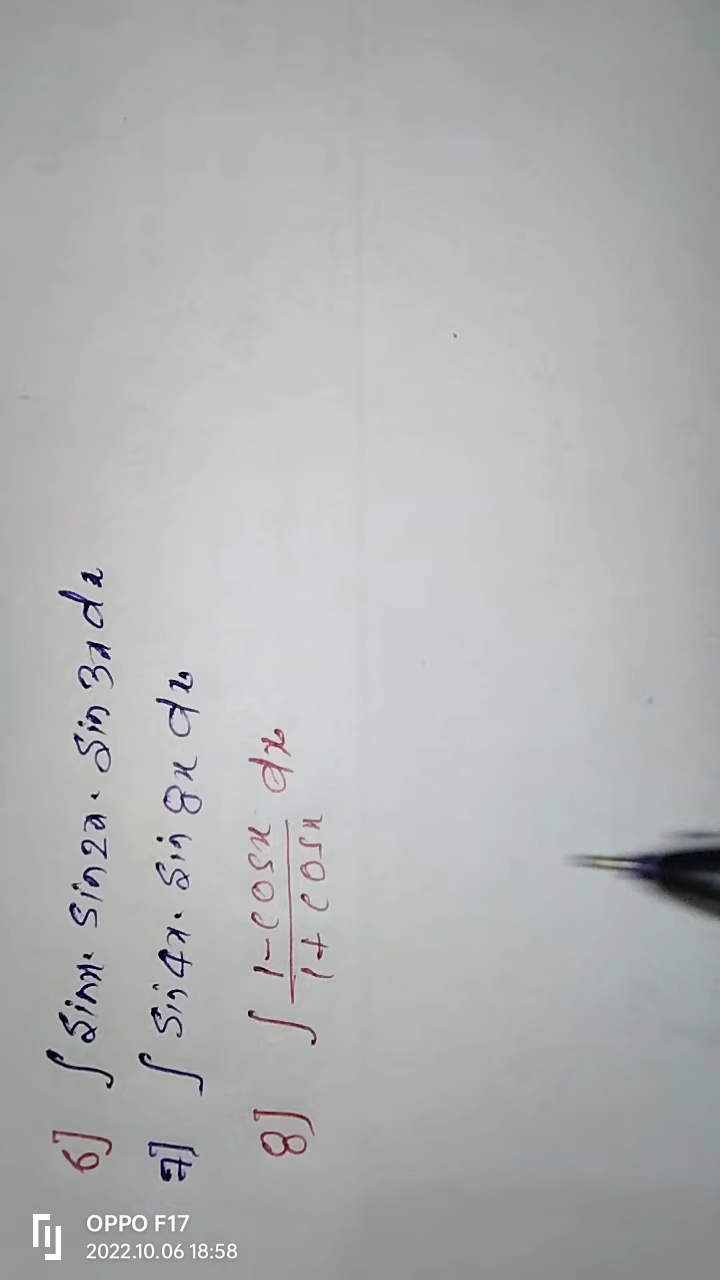 6] ∫ sinx. sin2x. sin3x dx
7] ∫ sin4x. sin8x dx
8] ∫ 1-cosx / 1+cosx dx
OPPO F17
2022.10.06 18:58